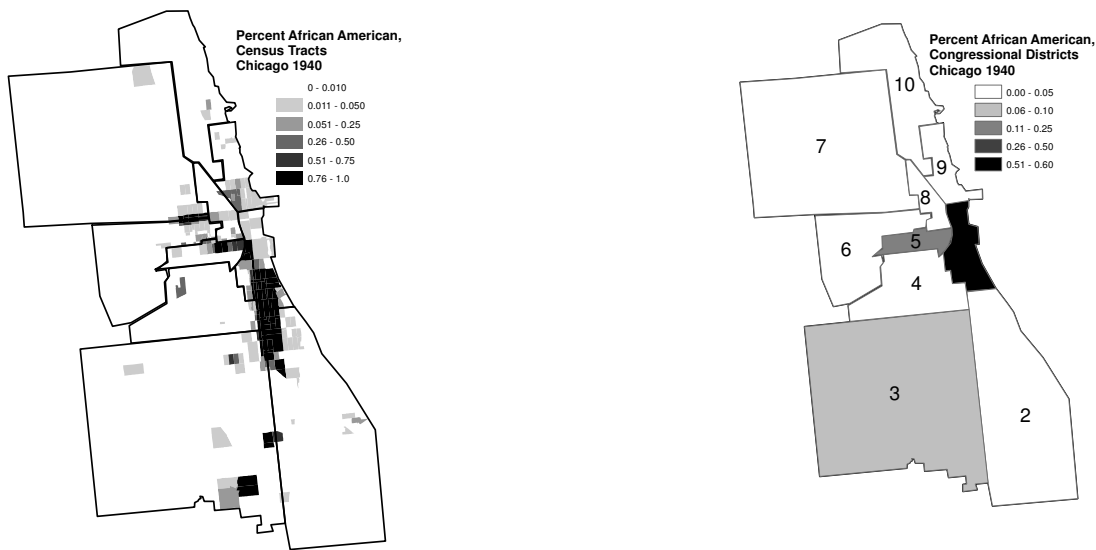 Percent African American,
Census Tracts
Chicago 1940
0 - 0.010
0.011 - 0.050
0.051 - 0.25
0.26 - 0.50
0.51 - 0.75
0.76 - 1.0
Percent African American,
Congressional Districts
Chicago 1940
0.00 - 0.05
0.06 - 0.10
0.11 - 0.25
0.26 - 0.50
0.51 - 0.60
10
7
9
8
5
6
4
3
2